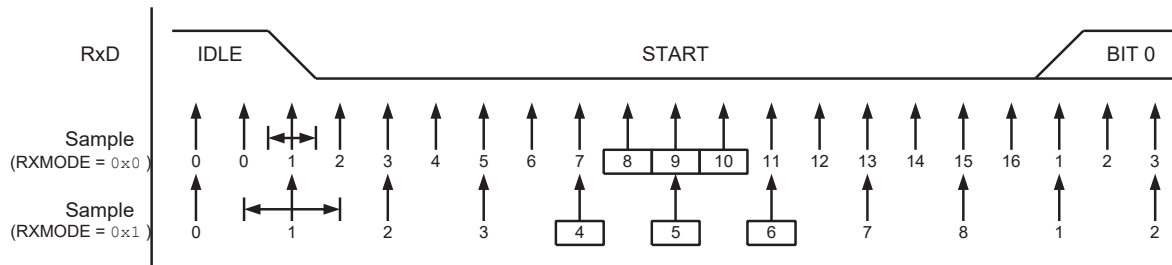 RxD IDLE START BIT 0
Sample
(RXMODE = 0x0 ) 0 0 1 2 3 4 5 6 7 8 9 10 11 12 13 14 15 16 1 2 3
Sample
(RXMODE = 0x1 ) 0 1 2 3 4 5 6 7 8 1 2